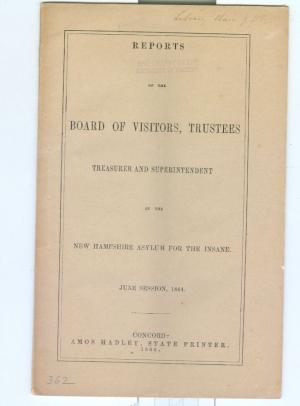 REPORTS
OF THE
BOARD OF VISITORS, TRUSTEES
TREASURER AND SUPERINTENDENT
OF THE
NEW HAMPSHIRE ASYLUM FOR THE INSANE.
JUNE SESSION, 1864.
CONCORD:
AMOS HADLEY, STATE PRINTER.
1864.
362